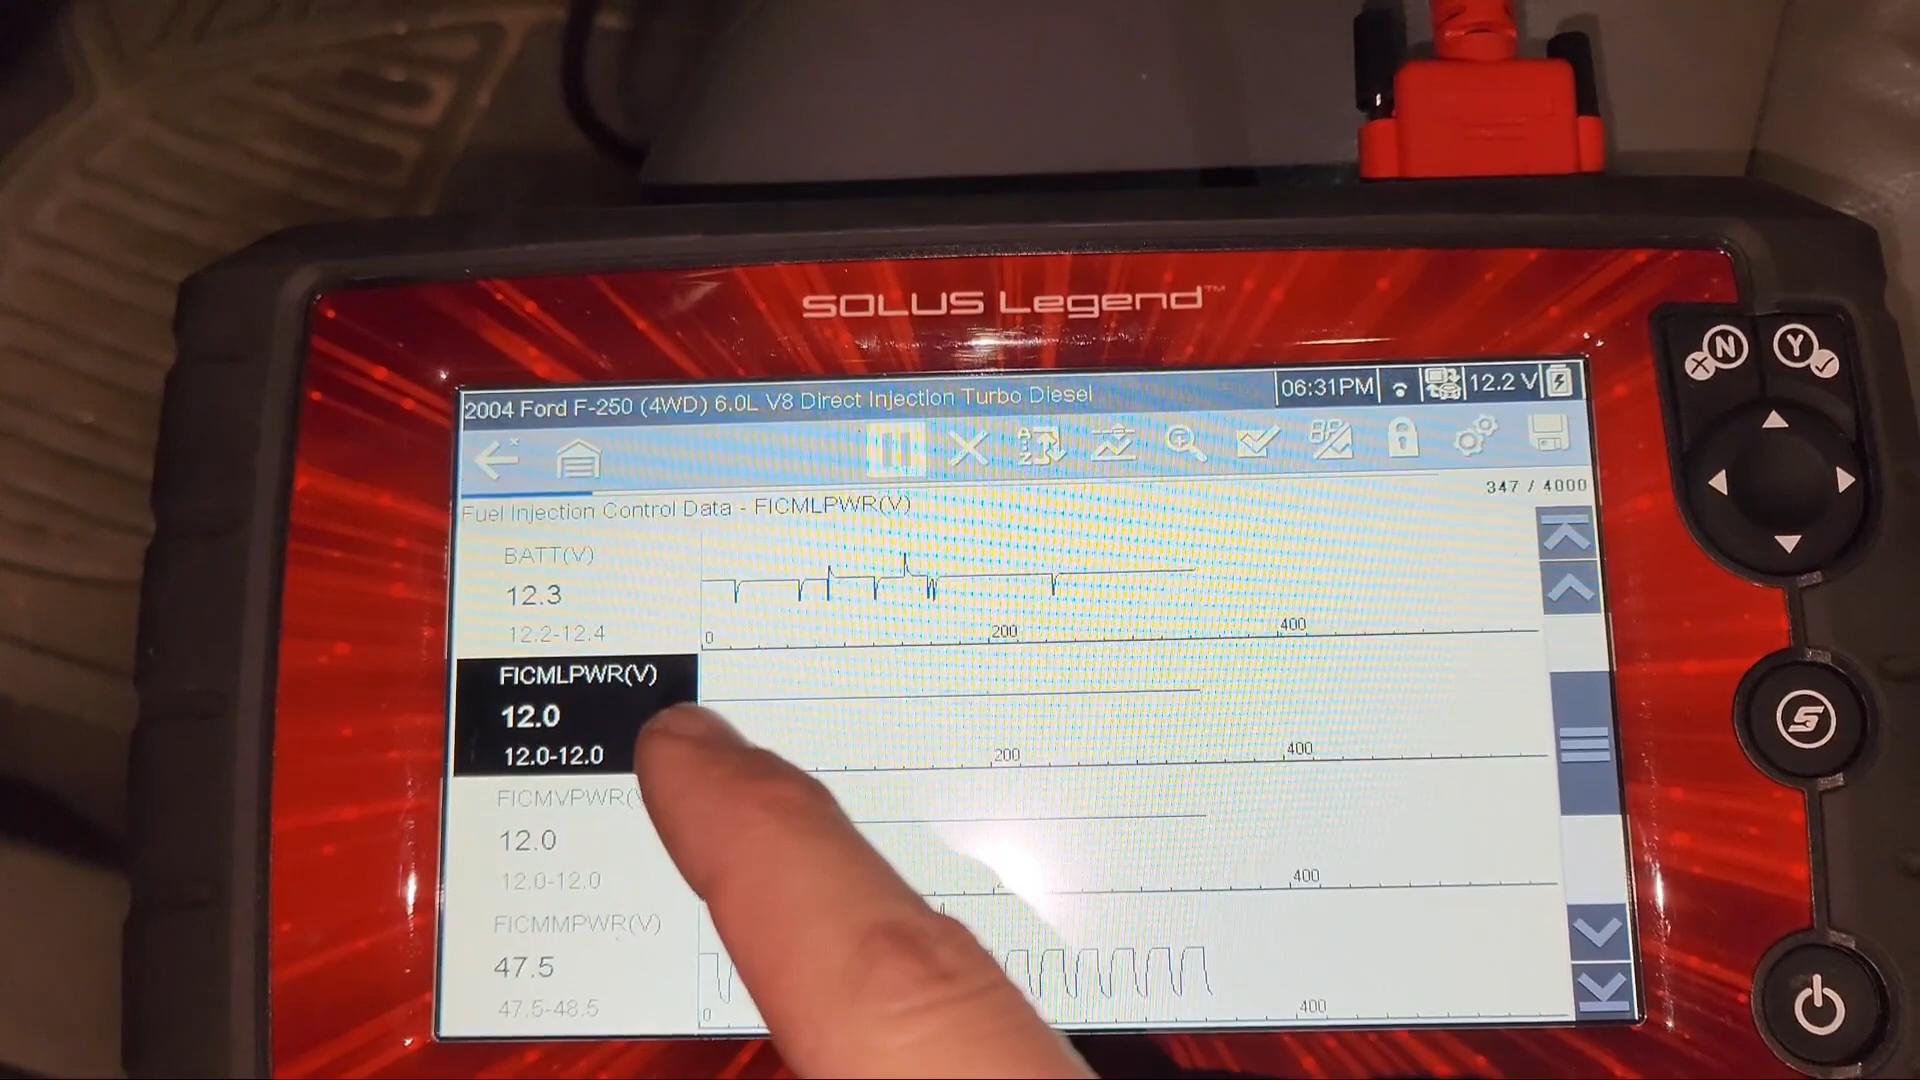 SOLUS Legend™
N
Y
2004 Ford F-250 (4WD) 6.0L V8 Direct Injection Turbo Diesel
06:31PM
12.2 V
347 / 4000
Fuel Injection Control Data - FICMLPWR(V)
BATT(V)
12.3
12.2-12.4
0
200
400
FICMLPWR(V)
12.0
12.0-12.0
200
400
FICMVPWR(V
12.0
12.0-12.0
400
FICMMPWR(V)
47.5
47.5-48.5
0
400